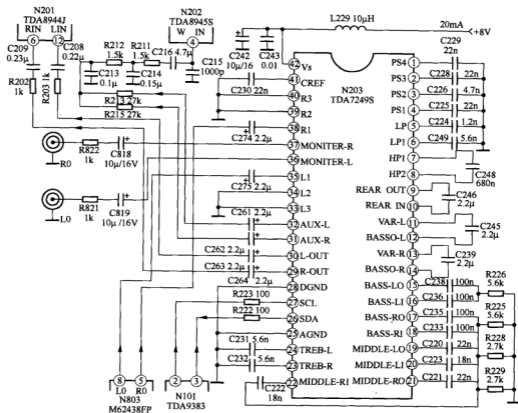 N201
TDA8944J
RIN LIN
6 12
C209
0.23µ
C208
0.22µ
R202
1k
R203 1k
R212
1.5k
R211
1.5k
C216 4.7µ
C213
0.1µ
C214
0.15µ
R213 27k
R215 27k
N202
TDA8945S
W IN
4
C215
1000p
C242
10µ/16
C243
0.01
L229 10µH
20mA
+8V
C230 22n
C274 2.2µ
R822
1k
R0
C818
10µ/16V
R821
1k
L0
C819
10µ/16V
C275 2.2µ
C261 2.2µ
C262 2.2µ
C263 2.2µ
C264 2.2µ
R223 100
R222 100
C231 5.6n
C232 5.6n
C222
18n
8 5
L0 R0
N803
M62438FP
2 3
N101
TDA9383
N203
TDA7249S
42 Vs
41 CREF
40 R3
39 R2
38 R1
37 MONITER-R
36 MONITER-L
35 L1
34 L2
33 L3
32 AUX-L
31 AUX-R
30 L-OUT
29 R-OUT
28 DGND
27 SCL
26 SDA
25 AGND
24 TREB-L
23 TREB-R
22 MIDDLE-RI
PS4 1
PS3 2
PS2 3
PS1 4
LP 5
LP1 6
HP1 7
HP2 8
REAR OUT 9
REAR IN 10
VAR-L 11
BASSO-L 12
VAR-R 13
BASSO-R 14
BASS-LO 15
BASS-LI 16
BASS-RO 17
BASS-RI 18
MIDDLE-LO 19
MIDDLE-LI 20
MIDDLE-RO 21
C229
22n
C228 22n
C226 4.7n
C225 22n
C224 1.2n
C249 5.6n
C248
680n
C246
2.2µ
C245
2.2µ
C239
2.2µ
C238 100n
C236 100n
C235 100n
C233 100n
C220 22n
C223 18n
C221 22n
R226
5.6k
R225
5.6k
R228
2.7k
R229
2.7k